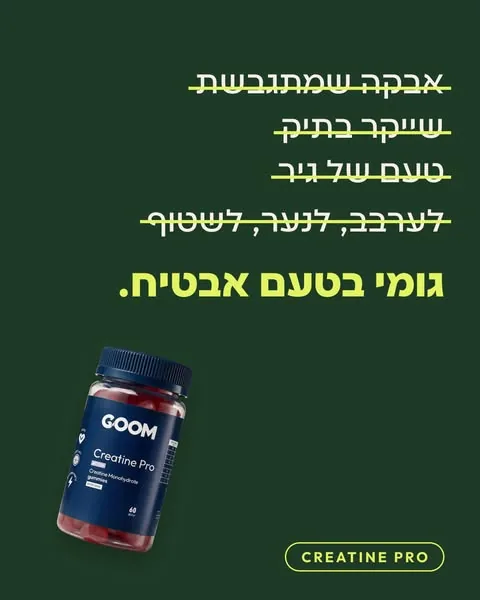 אבקה שמתגבשת
שייקר בתיק
טעם של גיר
לערבב, לנער, לשטוף
גומי בטעם אבטיח.
GOOM
Creatine Pro
Creatine Monohydrate
gummies
60
CREATINE PRO